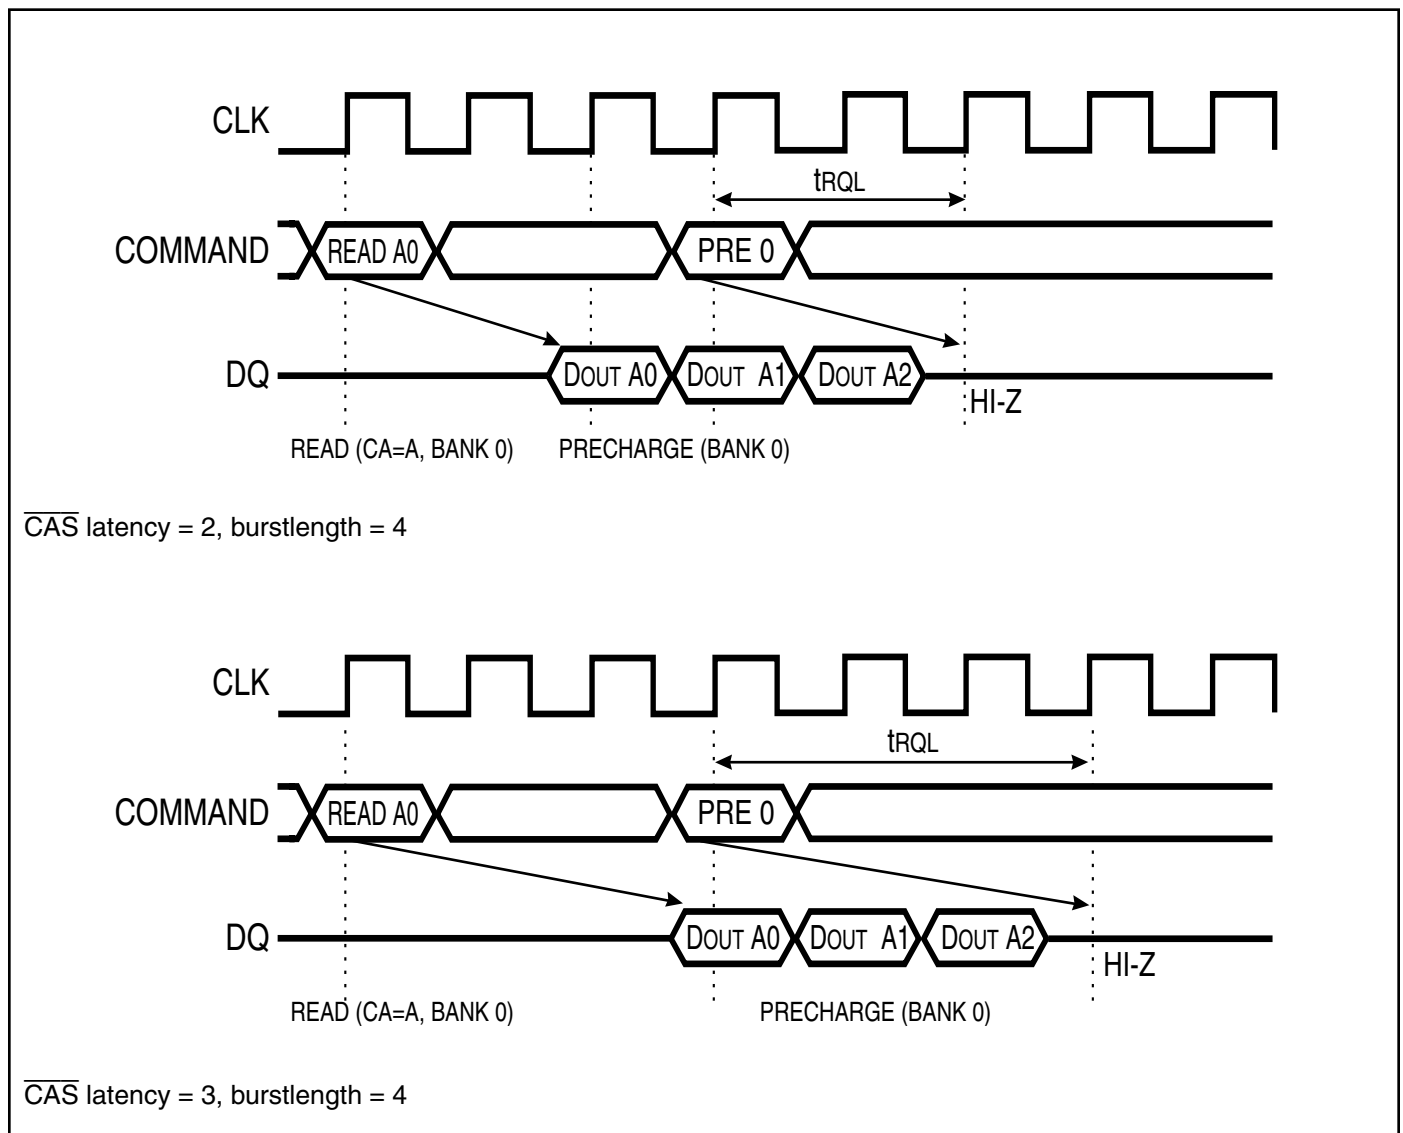 CLK
tRQL
COMMAND READ A0 PRE 0
DQ DOUT A0 DOUT A1 DOUT A2
HI-Z
READ (CA=A, BANK 0) PRECHARGE (BANK 0)
CAS latency = 2, burstlength = 4
CLK
tRQL
COMMAND READ A0 PRE 0
DQ DOUT A0 DOUT A1 DOUT A2
HI-Z
READ (CA=A, BANK 0) PRECHARGE (BANK 0)
CAS latency = 3, burstlength = 4